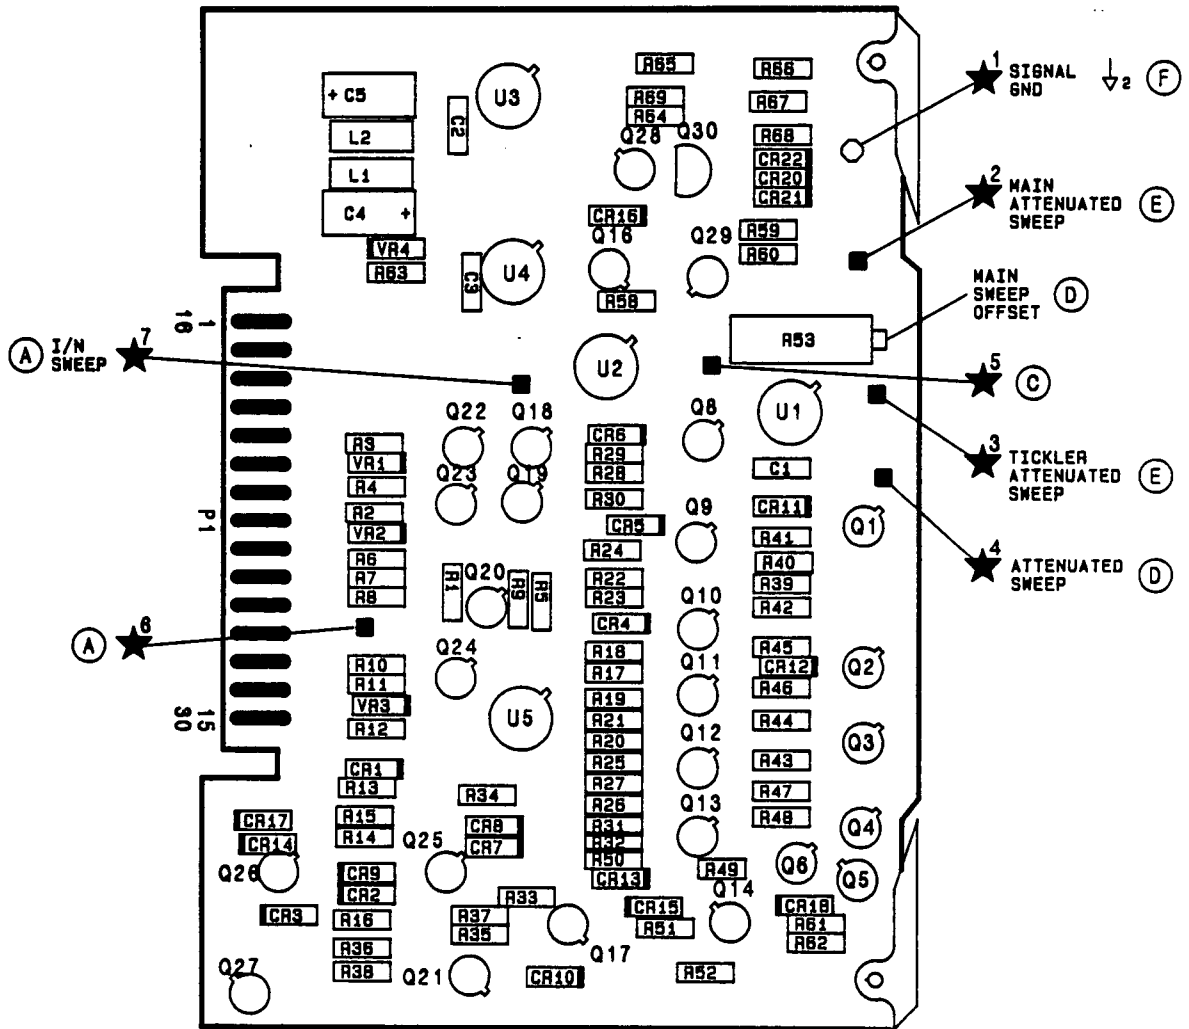 R65
R66
1
SIGNAL
GND
2
F
+ C5
U3
R69
R67
C2
R64
Q28
Q30
R68
L2
CR22
CR20
CR21
L1
2
MAIN
ATTENUATED
SWEEP
E
C4 +
CR16
R59
VR4
Q16
Q29
R60
R63
C3
U4
R58
MAIN
SWEEP
OFFSET
D
1
16
7
A
I/N
SWEEP
R53
U2
5
C
Q22
Q18
Q8
U1
R3
CR6
VR1
R29
3
TICKLER
ATTENUATED
SWEEP
E
Q23
Q19
R28
C1
R4
R30
Q9
CR11
Q1
R2
P1
VR2
CR5
R41
R6
R24
R40
4
ATTENUATED
SWEEP
D
R7
R1
Q20
R9
R5
R22
R39
R8
R23
Q10
R42
6
A
CR4
Q24
R18
R45
R10
R17
Q11
CR12
Q2
R11
R19
R46
VR3
U5
R21
R44
15
30
R12
R20
Q12
Q3
CR1
R25
R43
R13
R27
R34
R26
Q13
R47
CR17
R15
CR8
R31
R48
Q4
CR14
R14
Q25
CR7
R32
Q26
R50
R49
Q6
Q5
CR9
CR13
CR2
R33
Q14
CR3
R16
R37
CR15
CR18
R35
R51
R61
R36
Q17
R62
Q27
R38
Q21
CR10
R52